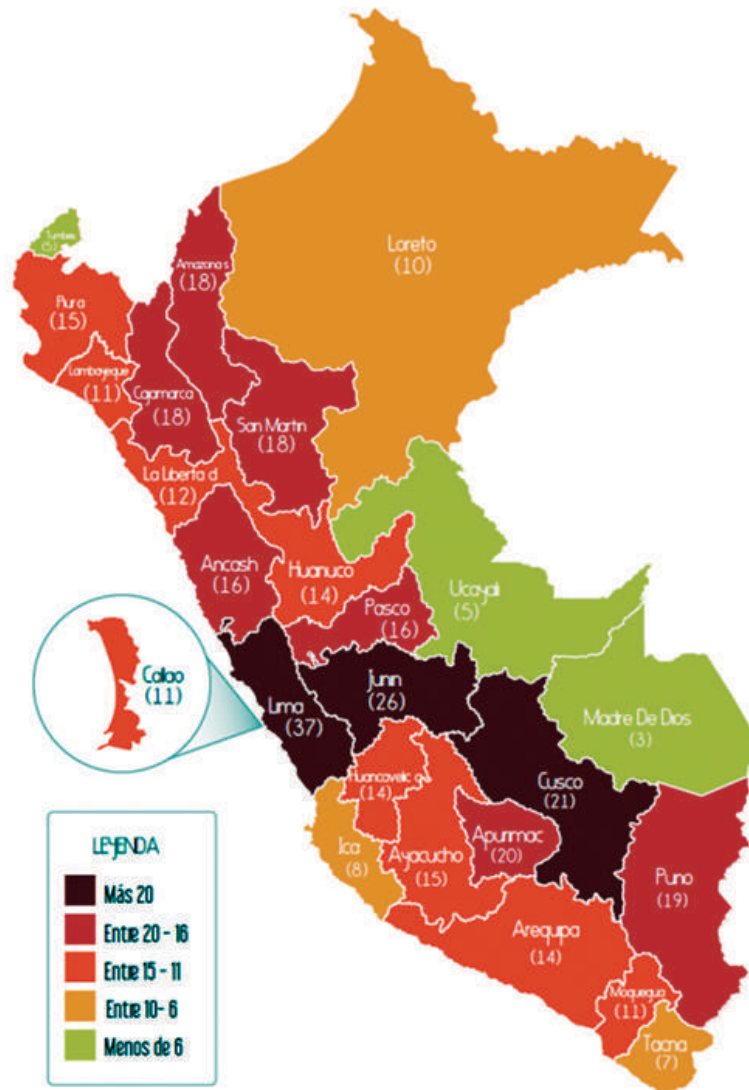 Loreto
(10)
Tumbes
(5)
Amazonas
(18)
Piura
(15)
Lambayeque
(11)
Cajamarca
(18)
San Martin
(18)
La Libertad
(12)
Ancash
(16)
Huanuco
(14)
Ucayali
(5)
Pasco
(16)
Callao
(11)
Lima
(37)
Junin
(26)
Madre De Dios
(3)
Cusco
(21)
Huancavelica
(14)
Ica
(8)
Ayacucho
(15)
Apurimac
(20)
Puno
(19)
Arequipa
(14)
Moquegua
(11)
Tacna
(7)
LEYENDA
Más 20
Entre 20 - 16
Entre 15 - 11
Entre 10- 6
Menos de 6